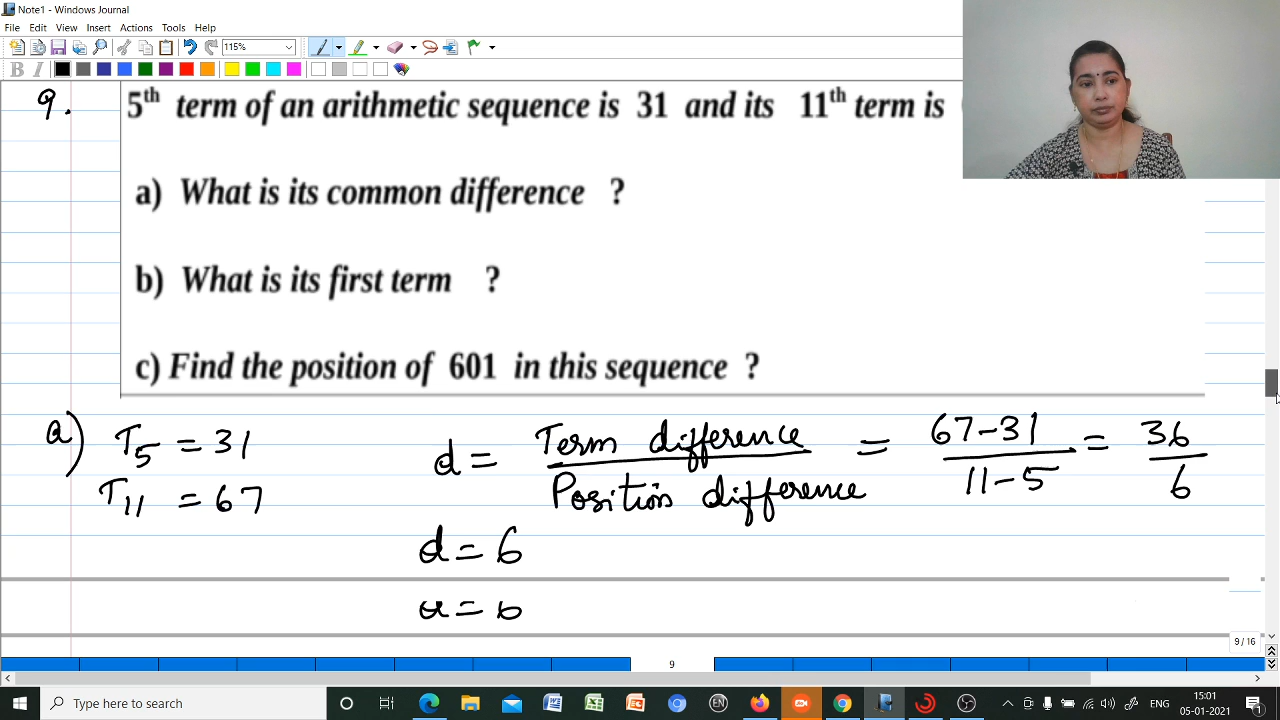 Note1 - Windows Journal
File Edit View Insert Actions Tools Help
115%
B I
9.
5th term of an arithmetic sequence is 31 and its 11th term is
a) What is its common difference ?
b) What is its first term ?
c) Find the position of 601 in this sequence ?
a) T5 = 31
T11 = 67
d = Term difference / Position difference = 67-31 / 11-5 = 36 / 6
d = 6
9 / 16
9
Type here to search
ENG
15:01
05-01-2021